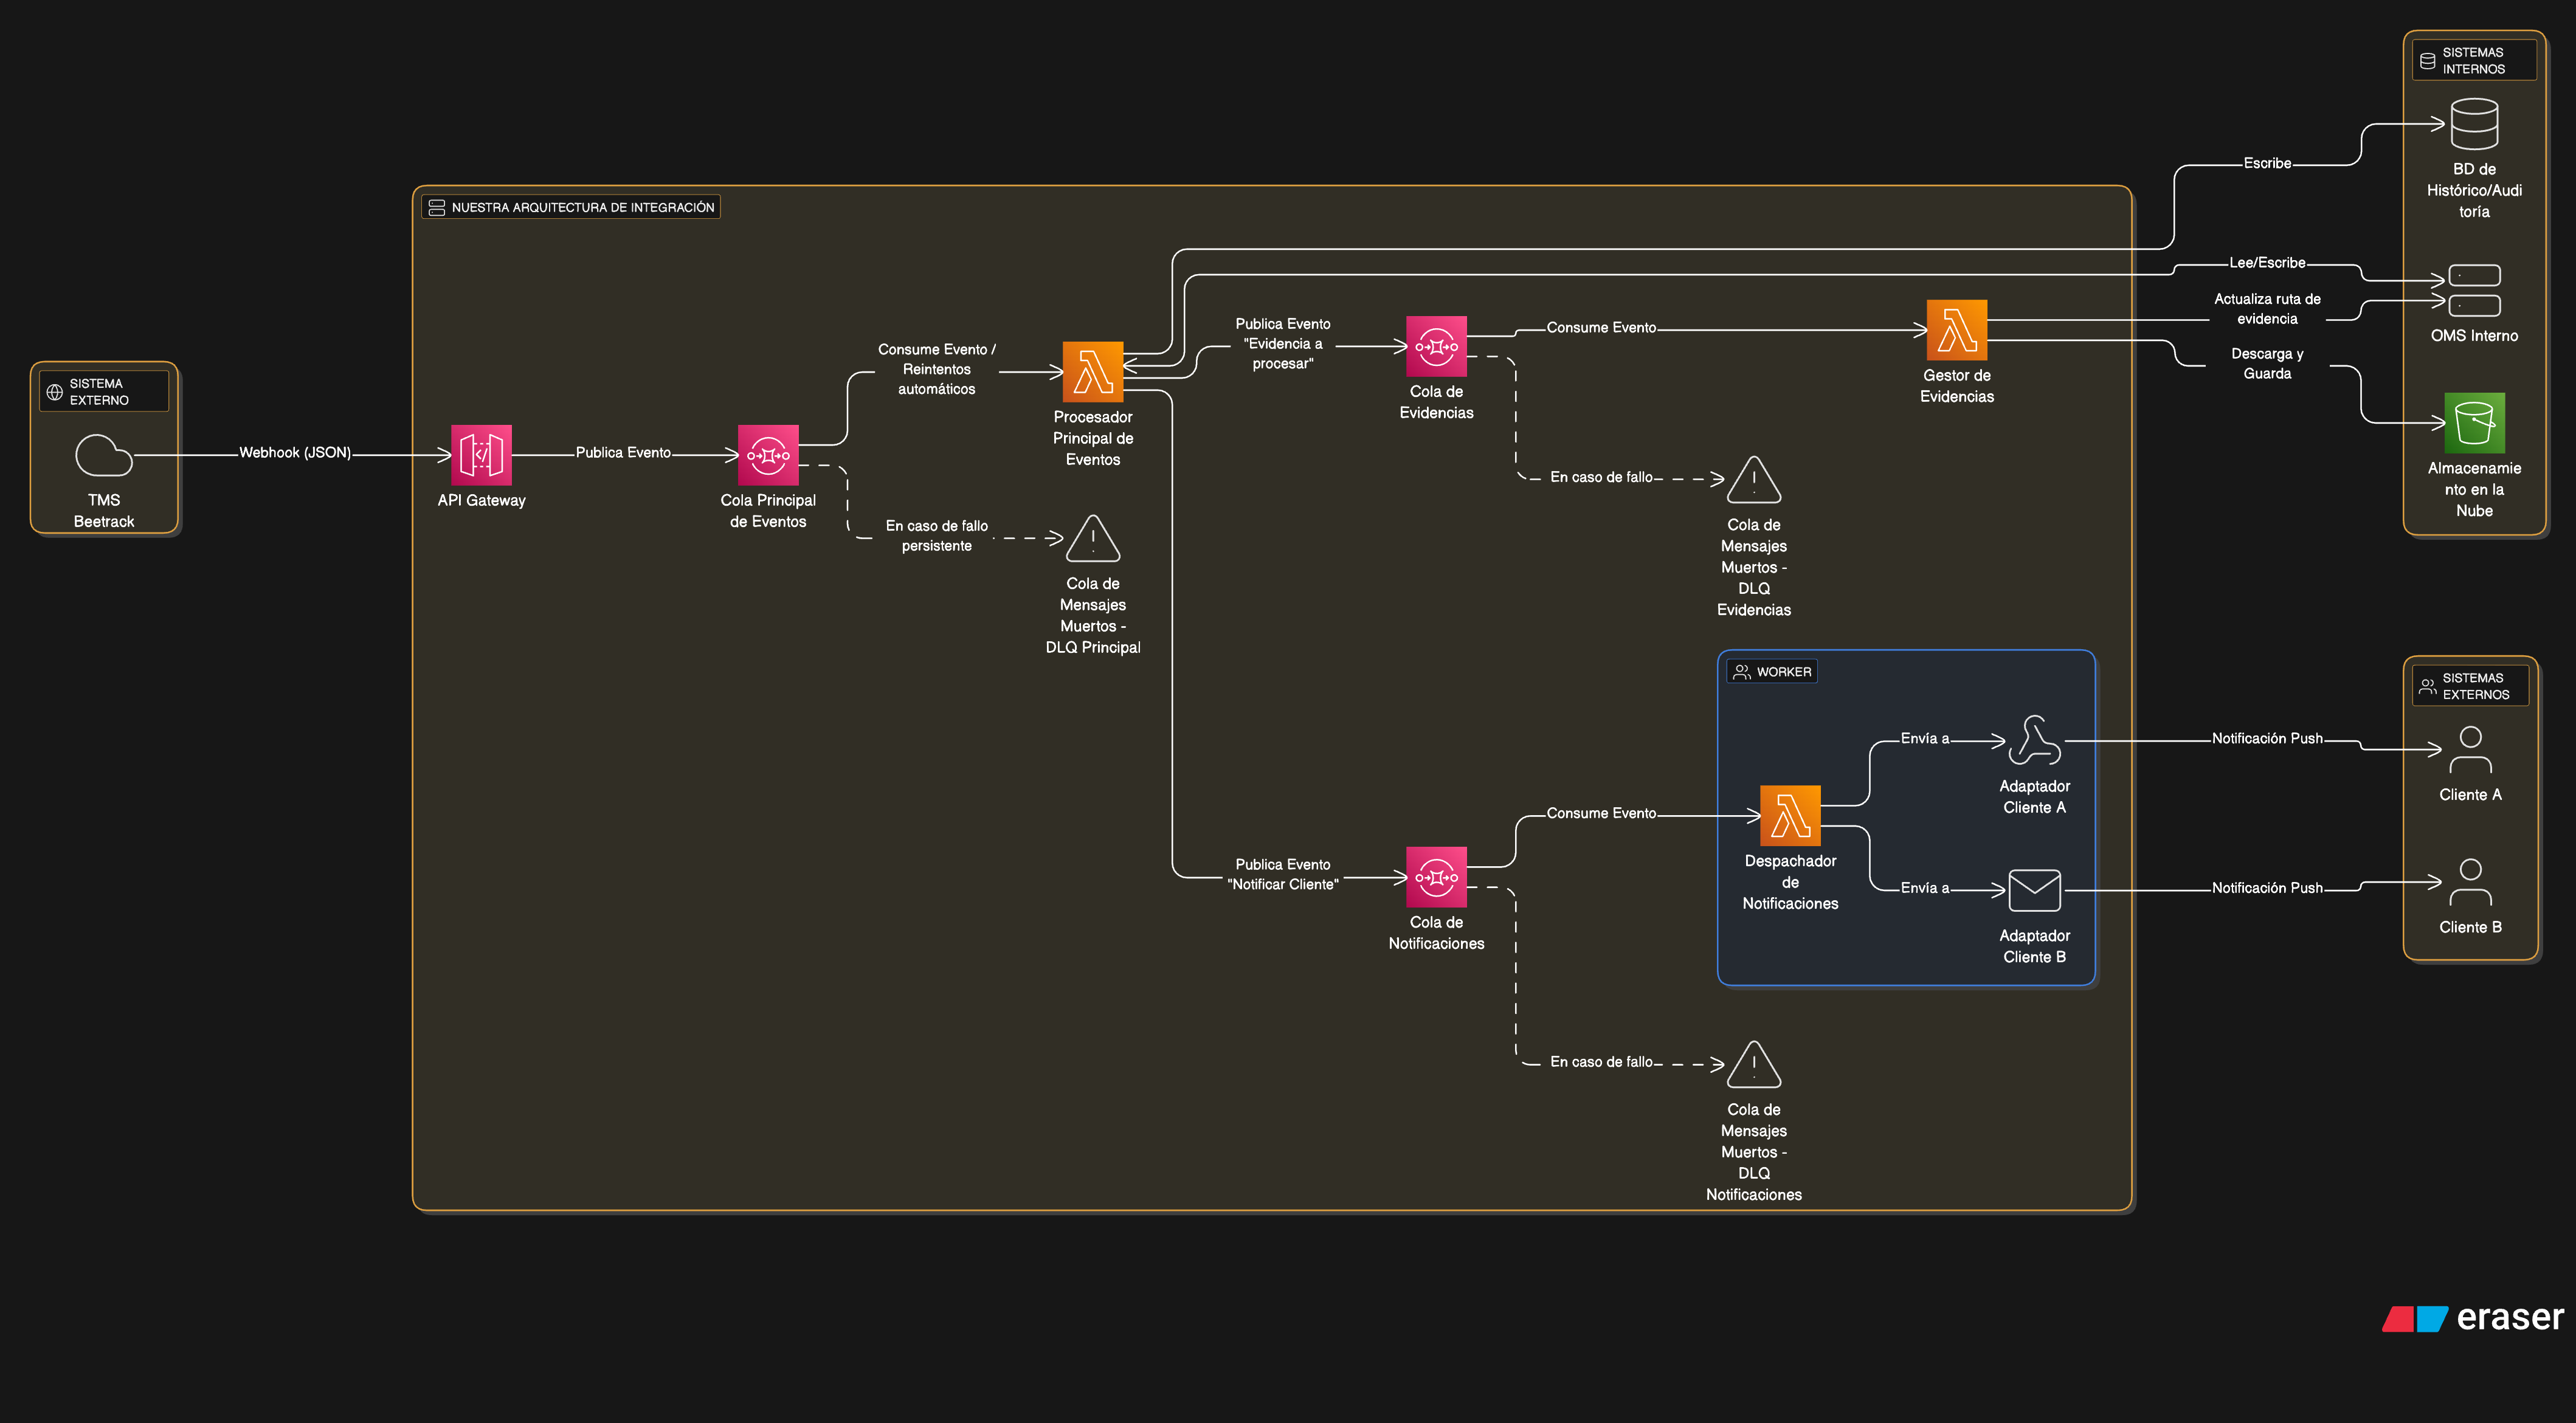 SISTEMAS
INTERNOS
BD de
Histórico/Audi
toría
Escribe
NUESTRA ARQUITECTURA DE INTEGRACIÓN
Lee/Escribe
Actualiza ruta de
evidencia
OMS Interno
Descarga y
Guarda
Almacenamie
nto en la
Nube
SISTEMA
EXTERNO
TMS
Beetrack
Webhook (JSON)
API Gateway
Publica Evento
Cola Principal
de Eventos
Consume Evento /
Reintentos
automáticos
Procesador
Principal de
Eventos
En caso de fallo
persistente
Cola de
Mensajes
Muertos -
DLQ Principal
Publica Evento
"Evidencia a
procesar"
Cola de
Evidencias
Consume Evento
Gestor de
Evidencias
En caso de fallo
Cola de
Mensajes
Muertos -
DLQ
Evidencias
Publica Evento
"Notificar Cliente"
Cola de
Notificaciones
Consume Evento
WORKER
Despachador
de
Notificaciones
Envía a
Adaptador
Cliente A
Envía a
Adaptador
Cliente B
Notificación Push
Notificación Push
SISTEMAS
EXTERNOS
Cliente A
Cliente B
En caso de fallo
Cola de
Mensajes
Muertos -
DLQ
Notificaciones
eraser